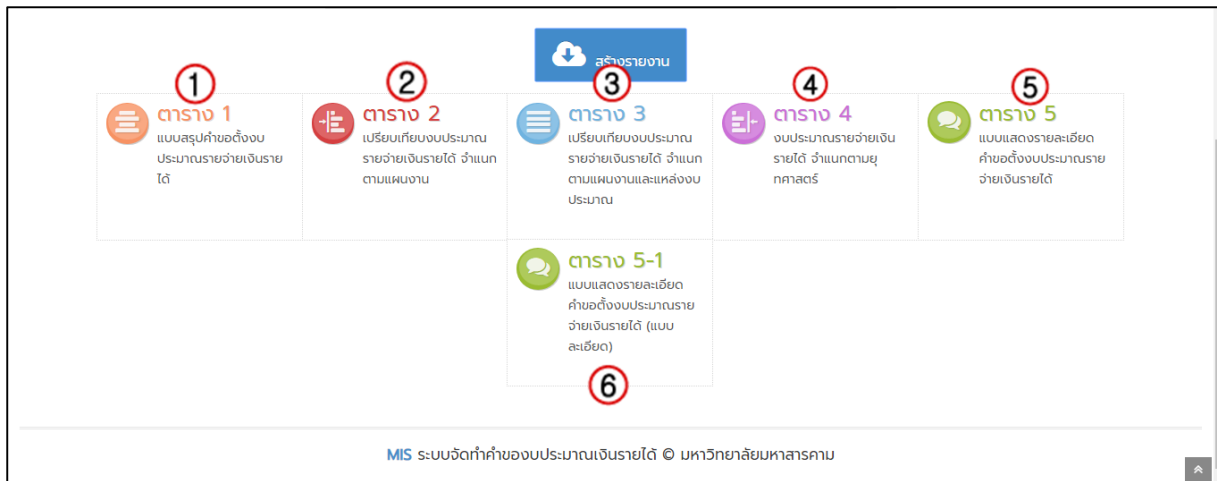 สร้างรายงาน
1
ตาราง 1
แบบสรุปคำขอตั้งงบ
ประมาณรายจ่ายเงินราย
ได้
2
ตาราง 2
เปรียบเทียบงบประมาณ
รายจ่ายเงินรายได้ จำแนก
ตามแผนงาน
3
ตาราง 3
เปรียบเทียบงบประมาณ
รายจ่ายเงินรายได้ จำแนก
ตามแผนงานและแหล่งงบ
ประมาณ
4
ตาราง 4
งบประมาณรายจ่ายเงิน
รายได้ จำแนกตามยุ
ทศาสตร์
5
ตาราง 5
แบบแสดงรายละเอียด
คำขอตั้งงบประมาณราย
จ่ายเงินรายได้
ตาราง 5-1
แบบแสดงรายละเอียด
คำขอตั้งงบประมาณราย
จ่ายเงินรายได้ (แบบ
ละเอียด)
6
MIS ระบบจัดทำคำของบประมาณเงินรายได้ © มหาวิทยาลัยมหาสารคาม